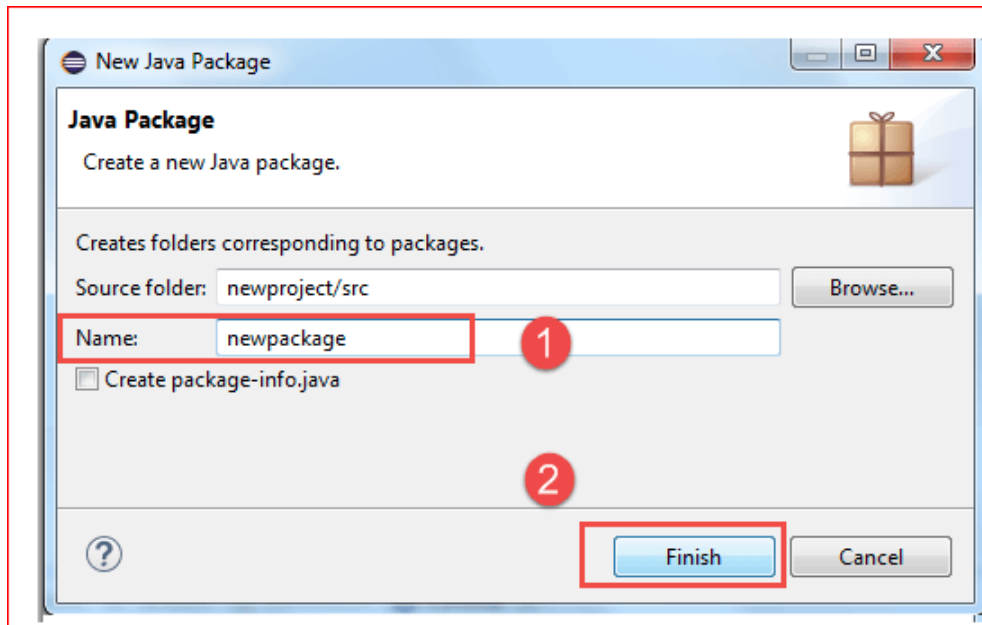 New Java Package
Java Package
Create a new Java package.
Creates folders corresponding to packages.
Source folder: newproject/src Browse...
Name: newpackage 1
Create package-info.java
2
? Finish Cancel